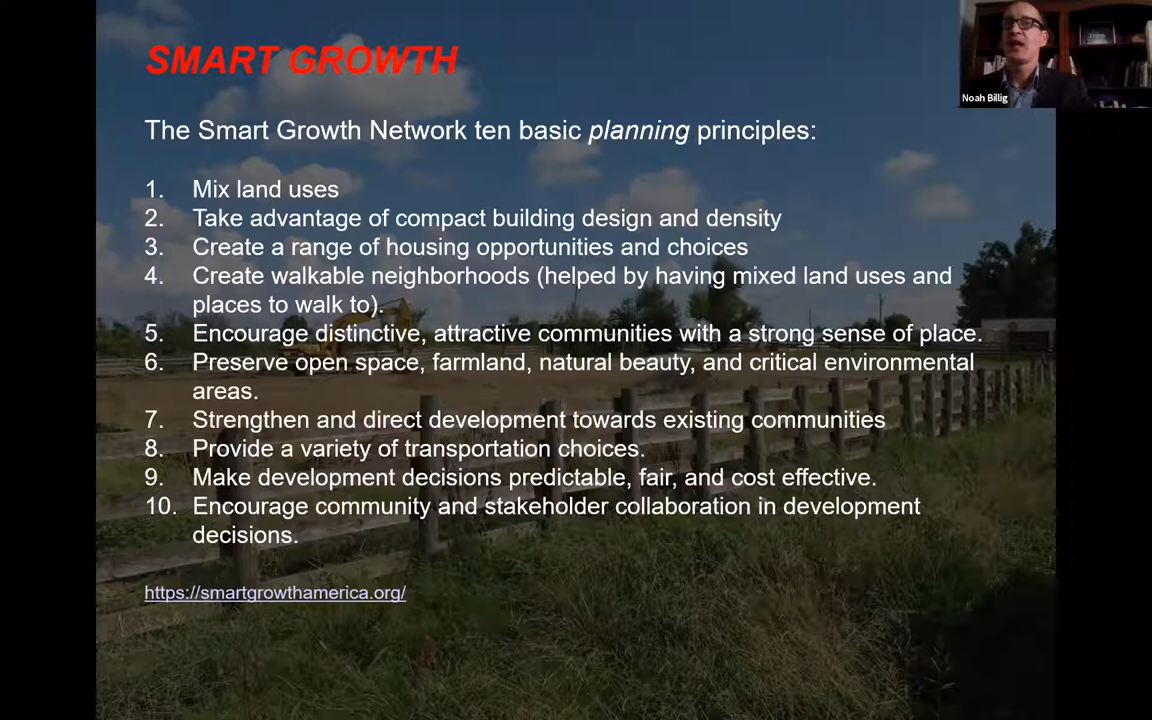 SMART GROWTH
Noah Billig
The Smart Growth Network ten basic planning principles:
1. Mix land uses
2. Take advantage of compact building design and density
3. Create a range of housing opportunities and choices
4. Create walkable neighborhoods (helped by having mixed land uses and
places to walk to).
5. Encourage distinctive, attractive communities with a strong sense of place.
6. Preserve open space, farmland, natural beauty, and critical environmental
areas.
7. Strengthen and direct development towards existing communities
8. Provide a variety of transportation choices.
9. Make development decisions predictable, fair, and cost effective.
10. Encourage community and stakeholder collaboration in development
decisions.
https://smartgrowthamerica.org/